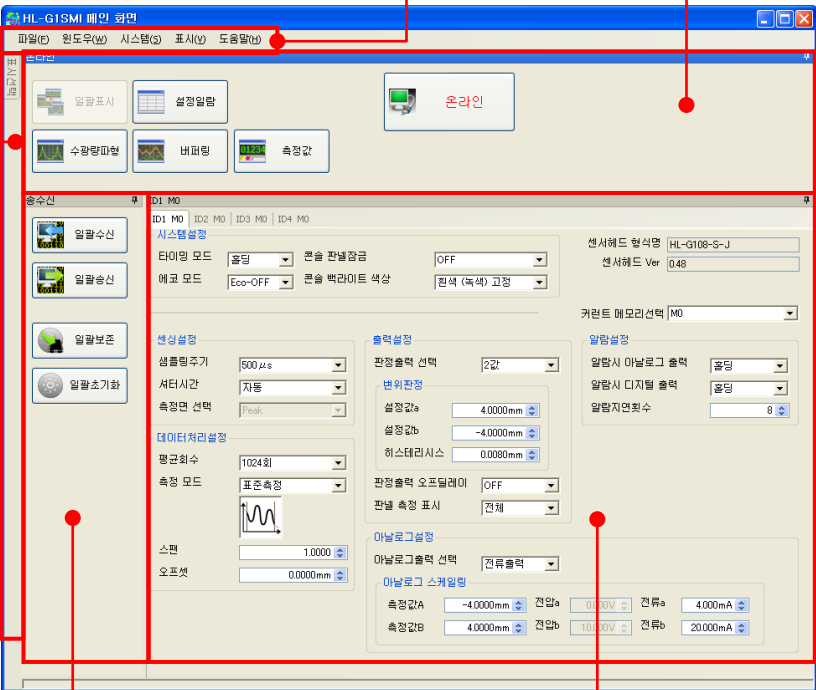 HL-G1SMI 메인 화면
파일(F) 윈도우(W) 시스템(S) 표시(V) 도움말(H)
표시선택
온라인
일괄표시 설정일람 온라인
수광량파형 버퍼링 01234 측정값
송수신
일괄수신
일괄송신
일괄보존
일괄초기화
ID1 M0
ID1 M0 ID2 M0 ID3 M0 ID4 M0
시스템설정
타이밍 모드 홀딩 콘솔 판넬잠금 OFF
에코 모드 Eco-OFF 콘솔 백라이트 색상 흰색 (녹색) 고정
센서헤드 형식명 HL-G108-S-J
센서헤드 Ver 0.48
커런트 메모리선택 M0
센싱설정
샘플링주기 500μs
셔터시간 자동
측정면 선택 Peak
데이터처리설정
평균회수 1024회
측정 모드 표준측정
스팬 1.0000
오프셋 0.0000mm
출력설정
판정출력 선택 2값
변위판정
설정값a 4.0000mm
설정값b -4.0000mm
히스테리시스 0.0080mm
판정출력 오프딜레이 OFF
판넬 측정 표시 전체
알람설정
알람시 아날로그 출력 홀딩
알람시 디지털 출력 홀딩
알람지연횟수 8
아날로그설정
아날로그출력 선택 전류출력
아날로그 스케일링
측정값A -4.0000mm 전압a 0.000V 전류a 4.000mA
측정값B 4.0000mm 전압b 10.000V 전류b 20.000mA